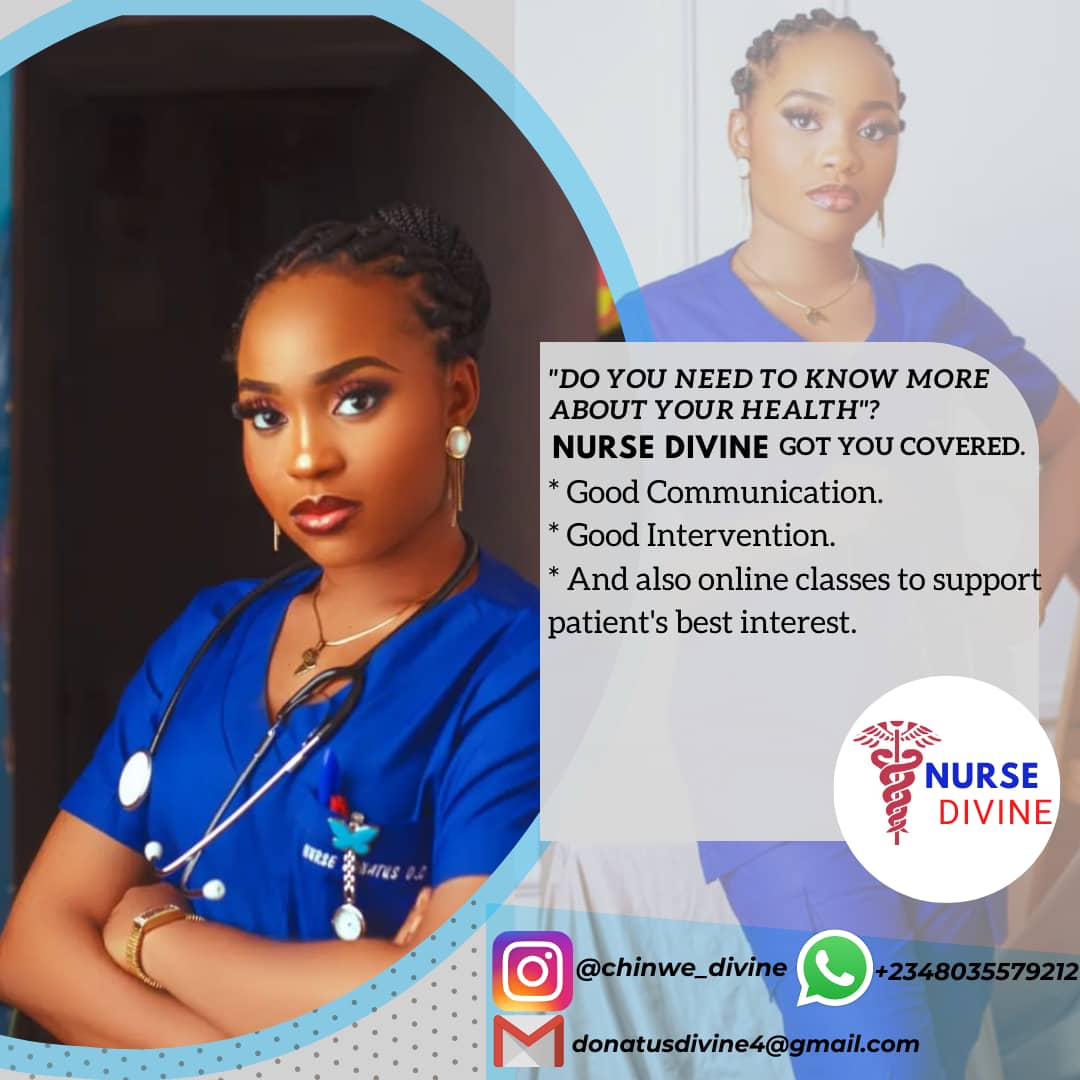 "DO YOU NEED TO KNOW MORE
ABOUT YOUR HEALTH"?
NURSE DIVINE GOT YOU COVERED.
* Good Communication.
* Good Intervention.
* And also online classes to support
patient's best interest.
NURSE
DIVINE
NURSE
@chinwe_divine
+2348035579212
donatusdivine4@gmail.com